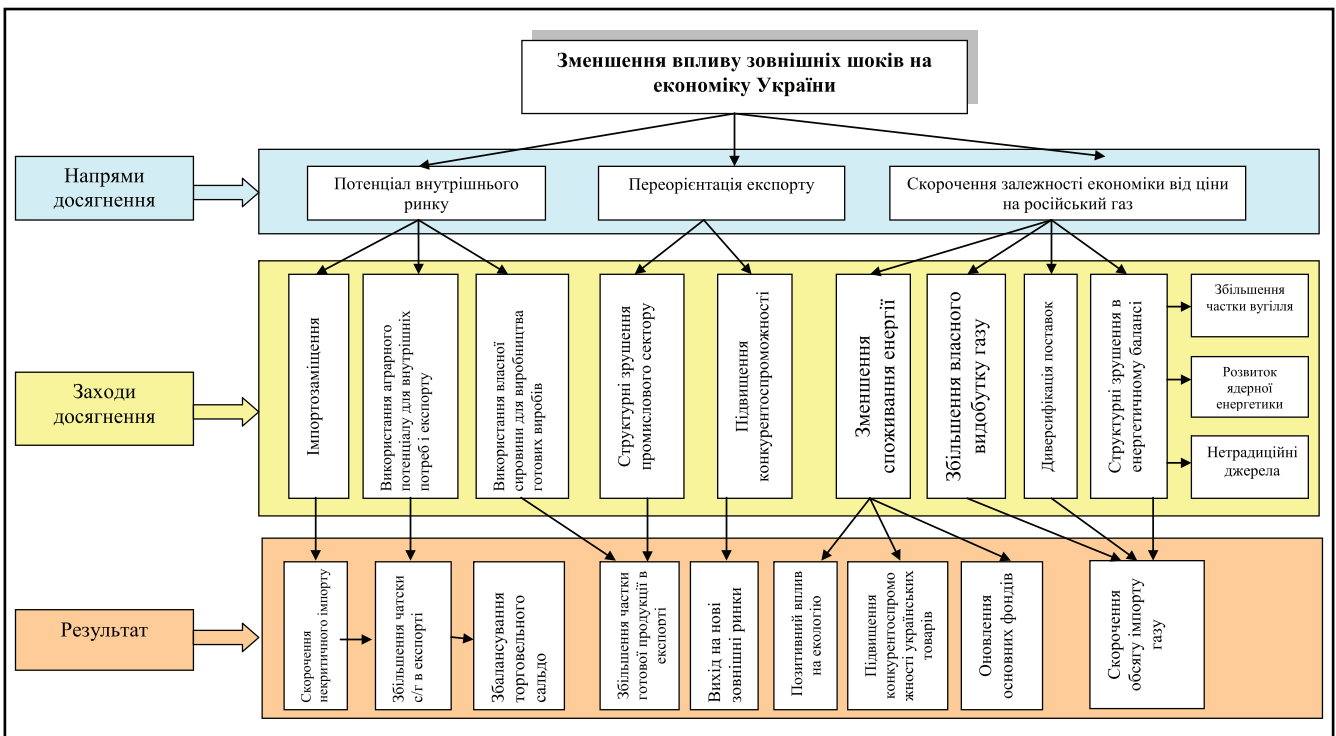 Зменшення впливу зовнішніх шоків на
економіку України
Напрями
досягнення
Потенціал внутрішнього
ринку
Переорієнтація експорту
Скорочення залежності економіки від ціни
на російський газ
Заходи
досягнення
Імпортозаміщення
Використання аграрного
потенціалу для внутрішніх
потреб і експорту
Використання власної
сировини для виробництва
готових виробів
Структурні зрушення
промислового сектору
Підвищення
конкурентоспроможності
Зменшення
споживання енергії
Збільшення власного
видобутку газу
Диверсифікація поставок
Структурні зрушення в
енергетичному балансі
Збільшення
частки вугілля
Розвиток
ядерної
енергетики
Нетрадиційні
джерела
Результат
Скорочення
некритичного імпорту
Збільшення чатски
с/г в експорті
Збалансування
торговельного
сальдо
Збільшення частки
готової продукції в
експорті
Вихід на нові
зовнішні ринки
Позитивний вплив
на екологію
Підвищення
конкурентоспромо
жності українських
товарів
Оновлення
основних фондів
Скорочення
обсягу імпорту
газу